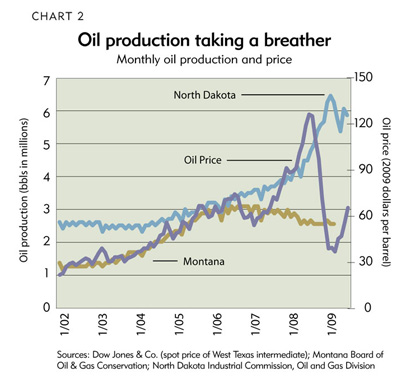 CHART 2
Oil production taking a breather
Monthly oil production and price
Oil production (bbls in millions)
7
6
5
4
3
2
1
0
North Dakota
Oil Price
Montana
150
120
90
60
30
0
Oil price (2009 dollars per barrel)
1/02
1/03
1/04
1/05
1/06
1/07
1/08
1/09
Sources: Dow Jones & Co. (spot price of West Texas intermediate); Montana Board of
Oil & Gas Conservation; North Dakota Industrial Commission, Oil and Gas Division